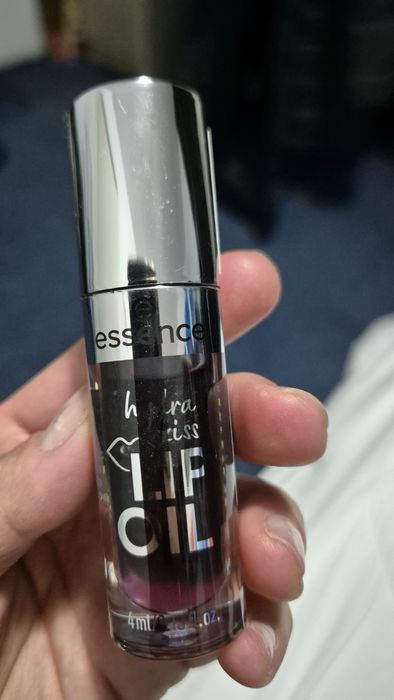 essence
hydra
kiss
LIP
OIL
4ml